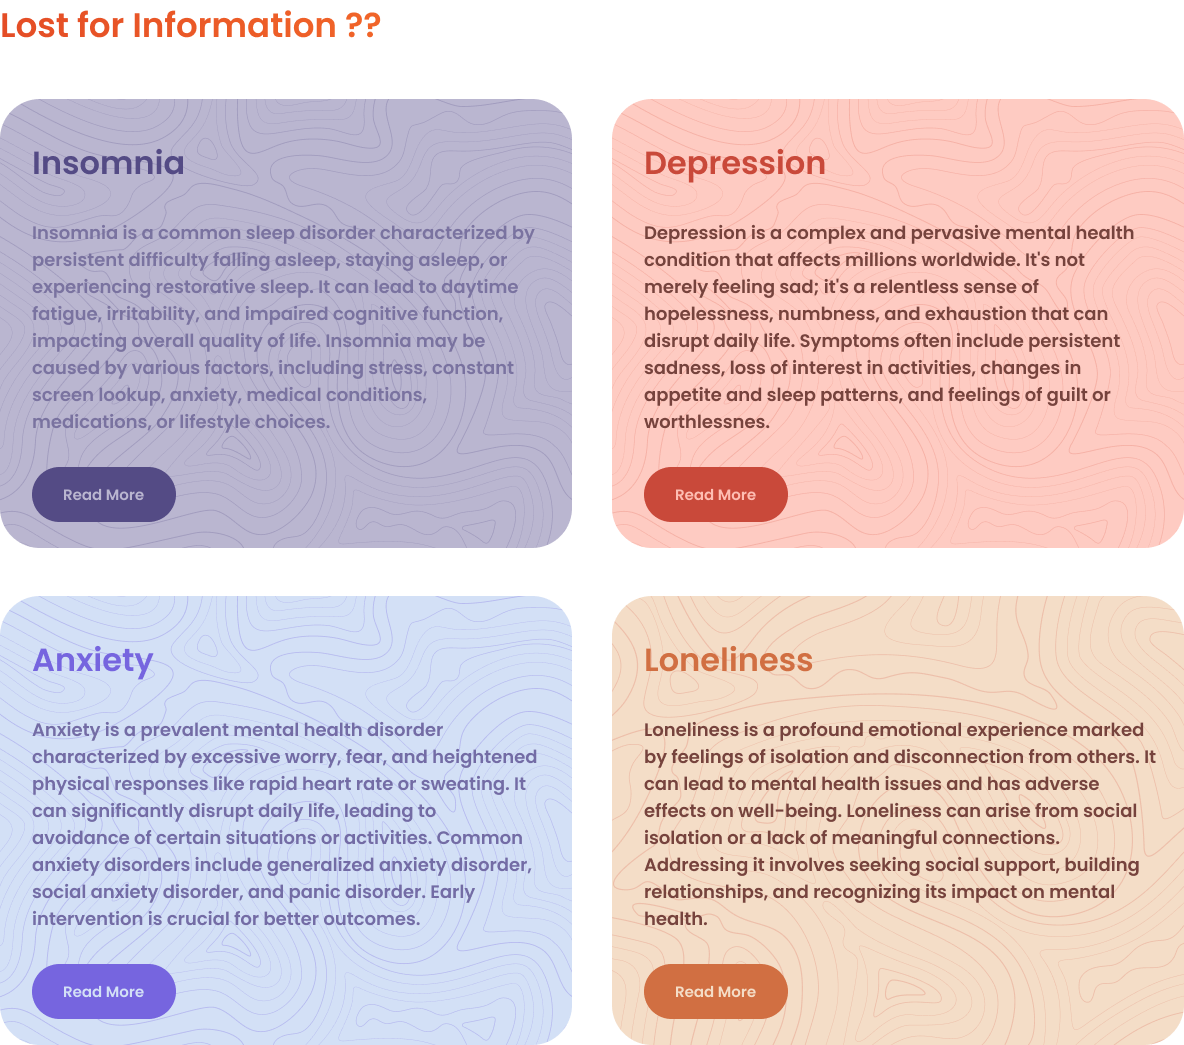 Lost for Information ??
Insomnia
Insomnia is a common sleep disorder characterized by
persistent difficulty falling asleep, staying asleep, or
experiencing restorative sleep. It can lead to daytime
fatigue, irritability, and impaired cognitive function,
impacting overall quality of life. Insomnia may be
caused by various factors, including stress, constant
screen lookup, anxiety, medical conditions,
medications, or lifestyle choices.
Read More
Depression
Depression is a complex and pervasive mental health
condition that affects millions worldwide. It's not
merely feeling sad; it's a relentless sense of
hopelessness, numbness, and exhaustion that can
disrupt daily life. Symptoms often include persistent
sadness, loss of interest in activities, changes in
appetite and sleep patterns, and feelings of guilt or
worthlessnes.
Read More
Anxiety
Anxiety is a prevalent mental health disorder
characterized by excessive worry, fear, and heightened
physical responses like rapid heart rate or sweating. It
can significantly disrupt daily life, leading to
avoidance of certain situations or activities. Common
anxiety disorders include generalized anxiety disorder,
social anxiety disorder, and panic disorder. Early
intervention is crucial for better outcomes.
Read More
Loneliness
Loneliness is a profound emotional experience marked
by feelings of isolation and disconnection from others. It
can lead to mental health issues and has adverse
effects on well-being. Loneliness can arise from social
isolation or a lack of meaningful connections.
Addressing it involves seeking social support, building
relationships, and recognizing its impact on mental
health.
Read More